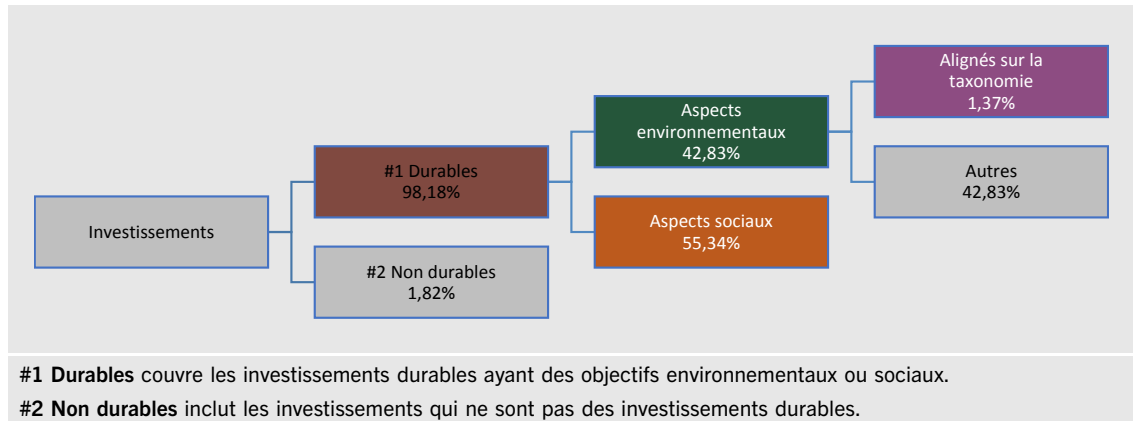 Investissements
#1 Durables
98,18%
#2 Non durables
1,82%
Aspects
environnementaux
42,83%
Aspects sociaux
55,34%
Alignés sur la
taxonomie
1,37%
Autres
42,83%
#1 Durables couvre les investissements durables ayant des objectifs environnementaux ou sociaux.
#2 Non durables inclut les investissements qui ne sont pas des investissements durables.